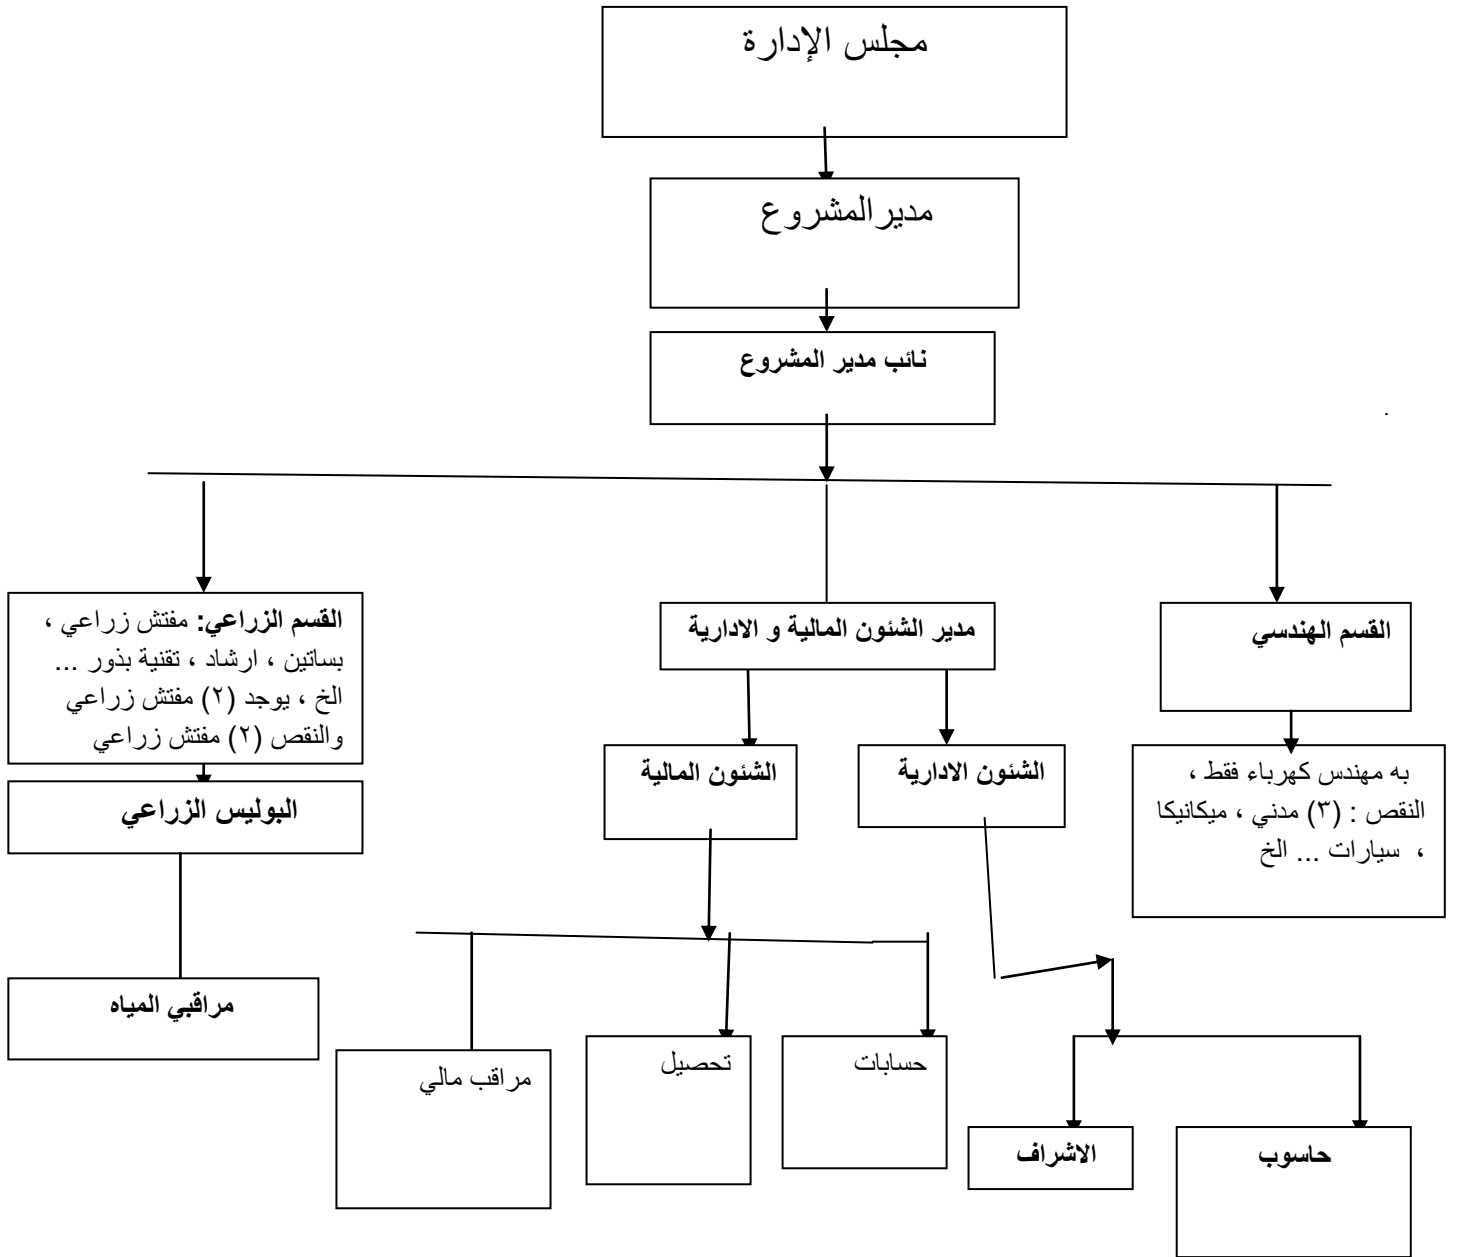 مجلس الإدارة
مدير المشروع
نائب مدير المشروع
القسم الهندسي
مدير الشئون المالية و الادارية
القسم الزراعي: مفتش زراعي ،
بساتين ، ارشاد ، تقنية بذور ...
الخ ، يوجد (٢) مفتش زراعي
والنقص (٢) مفتش زراعي
به مهندس كهرباء فقط ،
النقص : (٣) مدني ، ميكانيكا
، سيارات ... الخ
الشئون الادارية
الشئون المالية
البوليس الزراعي
مراقبي المياه
حسابات
تحصيل
مراقب مالي
حاسوب
الاشراف